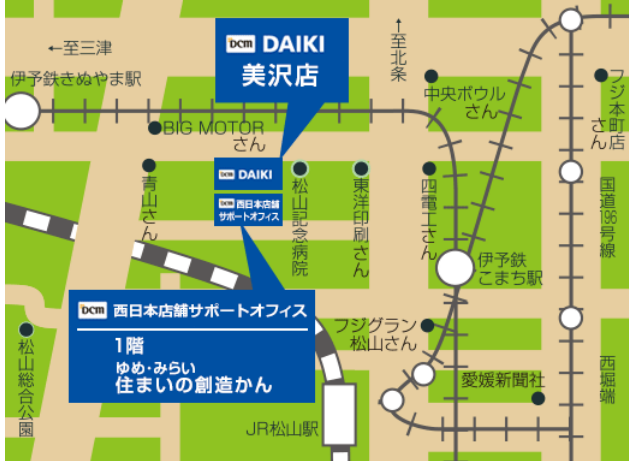 ←至三津
伊予鉄きぬやま駅
DCM DAIKI
美沢店
←至北条
中央ボウル
さん
フジ本町店
さん
BIG MOTOR
さん
青山さん
DCM DAIKI
DCM 西日本店舗
サポートオフィス
松山記念病院
東洋印刷さん
四電工さん
国道196号線
伊予鉄
こまち駅
DCM 西日本店舗サポートオフィス
1階
ゆめ・みらい
住まいの創造かん
フジグラン
松山さん
松山総合公園
愛媛新聞社
西堀端
JR松山駅